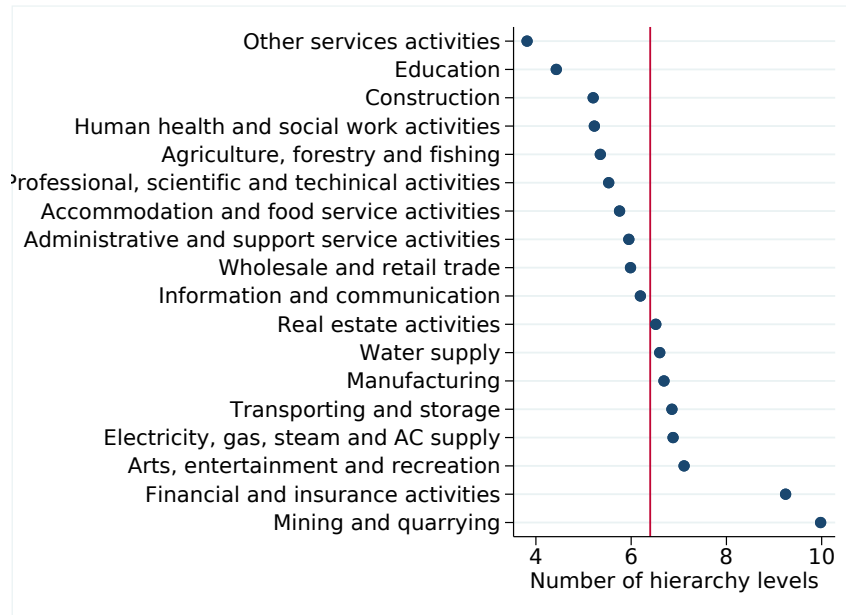 Other services activities
Education
Construction
Human health and social work activities
Agriculture, forestry and fishing
Professional, scientific and techinical activities
Accommodation and food service activities
Administrative and support service activities
Wholesale and retail trade
Information and communication
Real estate activities
Water supply
Manufacturing
Transporting and storage
Electricity, gas, steam and AC supply
Arts, entertainment and recreation
Financial and insurance activities
Mining and quarrying
4 6 8 10
Number of hierarchy levels